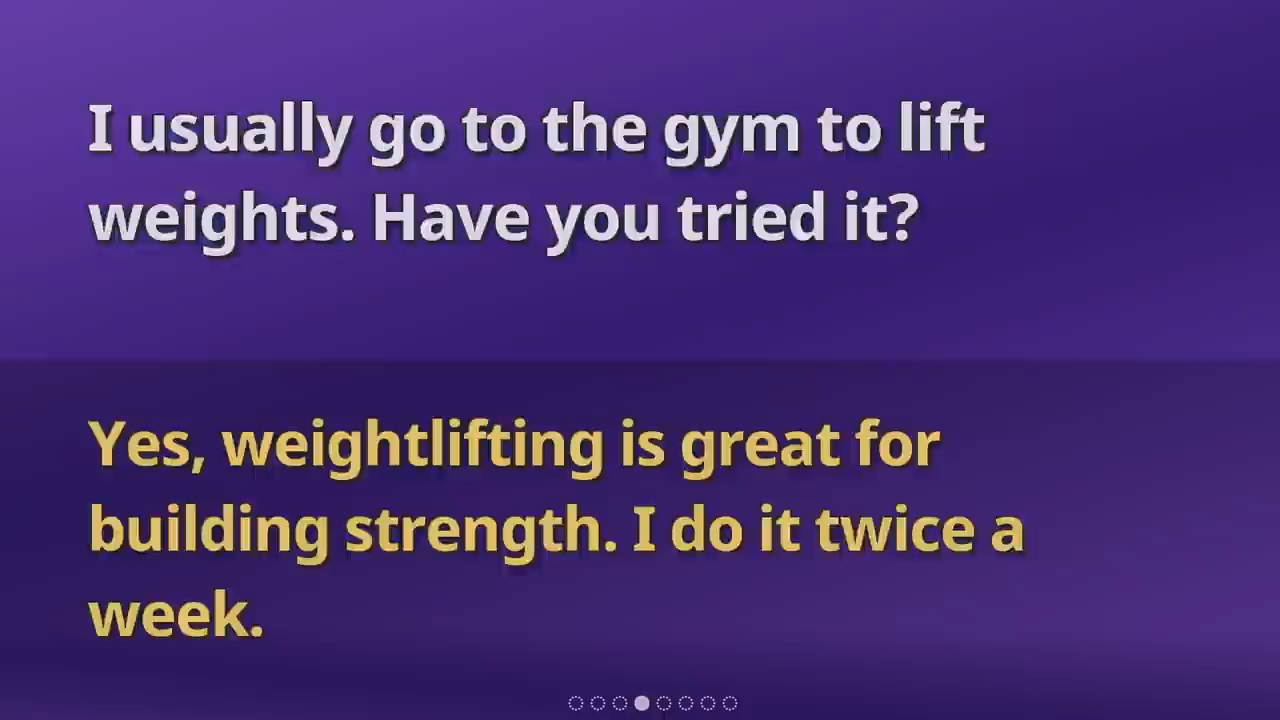 I usually go to the gym to lift
weights. Have you tried it?
Yes, weightlifting is great for
building strength. I do it twice a
week.